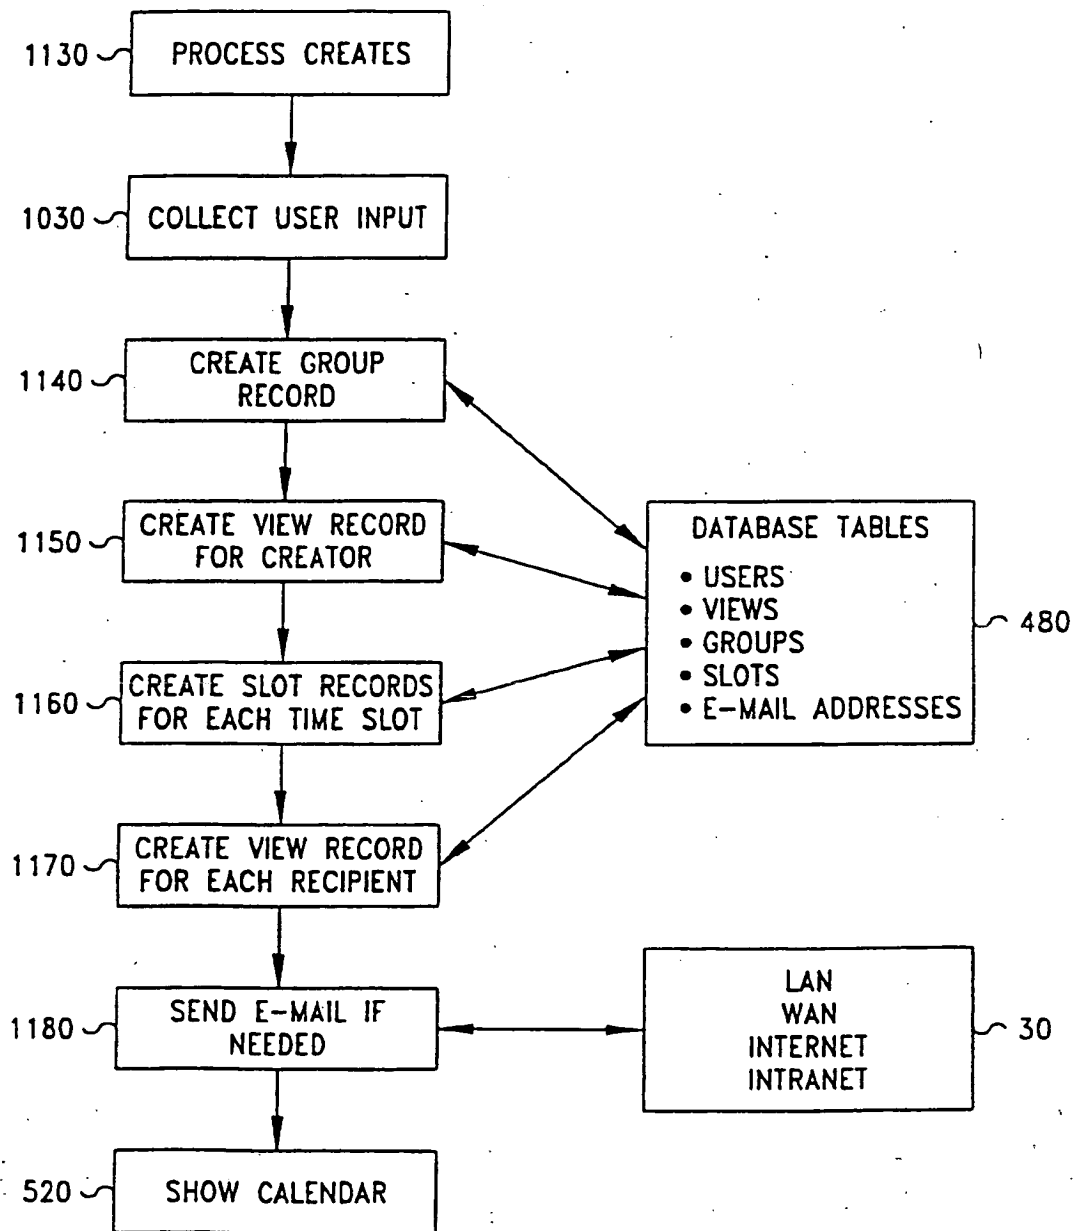 1130
PROCESS CREATES
1030
COLLECT USER INPUT
1140
CREATE GROUP
RECORD
1150
CREATE VIEW RECORD
FOR CREATOR
1160
CREATE SLOT RECORDS
FOR EACH TIME SLOT
1170
CREATE VIEW RECORD
FOR EACH RECIPIENT
1180
SEND E-MAIL IF
NEEDED
520
SHOW CALENDAR
DATABASE TABLES
• USERS
• VIEWS
• GROUPS
• SLOTS
• E-MAIL ADDRESSES
480
LAN
WAN
INTERNET
INTRANET
30